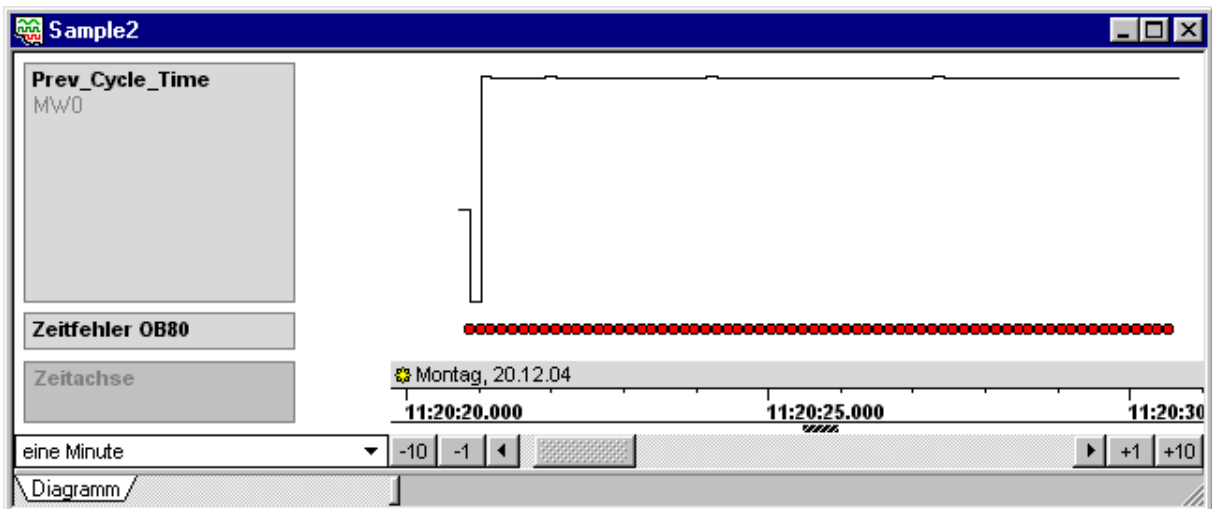 Sample2
Prev_Cycle_Time
MW0
Zeitfehler OB80
Zeitachse
Montag, 20.12.04
11:20:20.000 11:20:25.000 11:20:30
eine Minute -10 -1 +1 +10
Diagramm